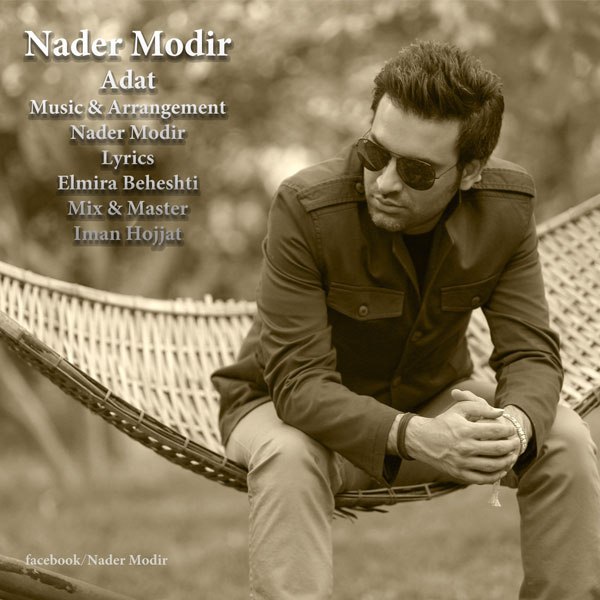 Nader Modir
Adat
Music & Arrangement
Nader Modir
Lyrics
Elmira Beheshti
Mix & Master
Iman Hojjat
facebook/Nader Modir